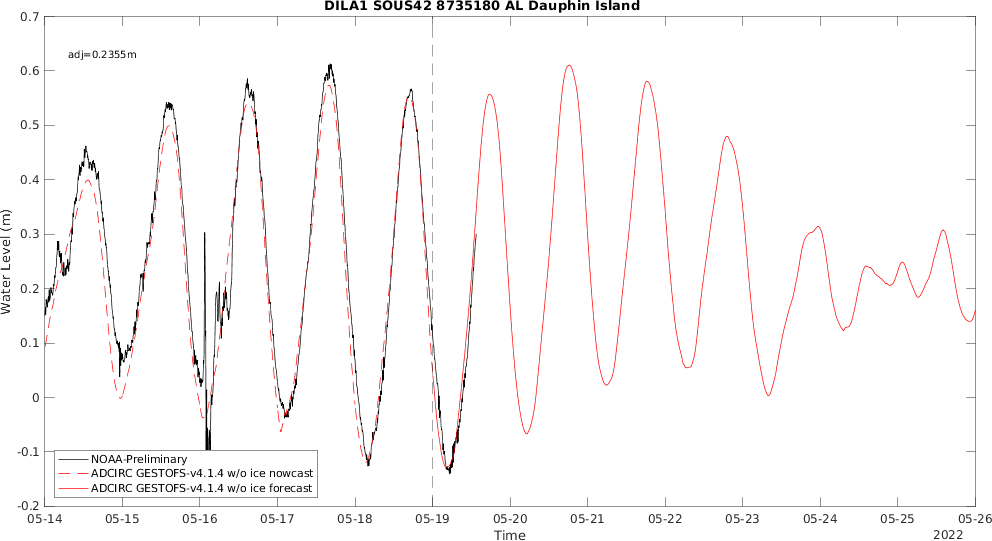 DILA1 SOUS42 8735180 AL Dauphin Island
0.7
adj=0.2355m
0.6
0.5
0.4
0.3
0.2
0.1
0
-0.1
-0.2
Water Level (m)
NOAA-Preliminary
ADCIRC GESTOFS-v4.1.4 w/o ice nowcast
ADCIRC GESTOFS-v4.1.4 w/o ice forecast
05-14 05-15 05-16 05-17 05-18 05-19 05-20 05-21 05-22 05-23 05-24 05-25 05-26
Time
2022